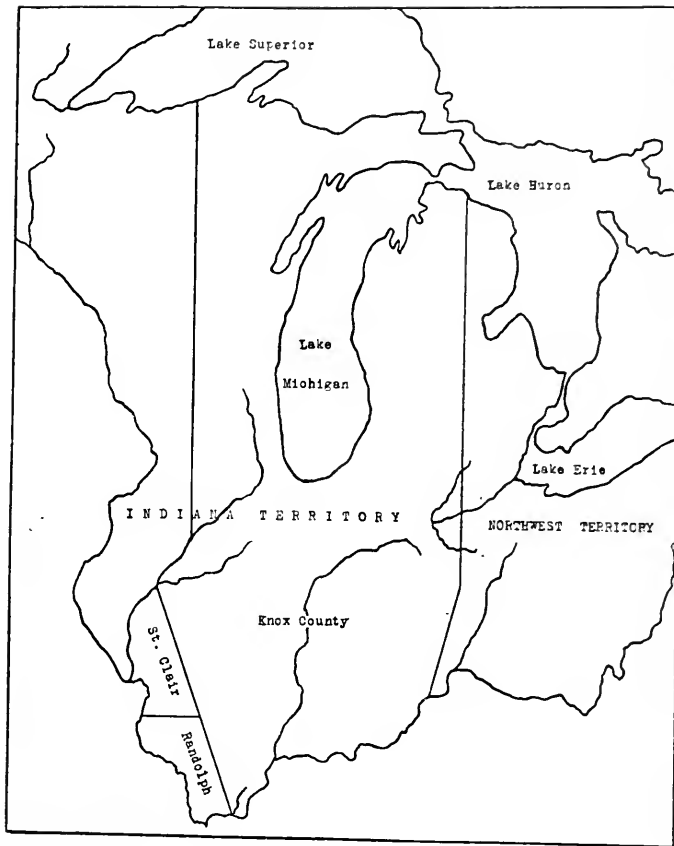 Lake Superior
Lake Huron
Lake
Michigan
Lake Erie
INDIANA TERRITORY
NORTHWEST TERRITORY
Knox County
St. Clair
Randolph